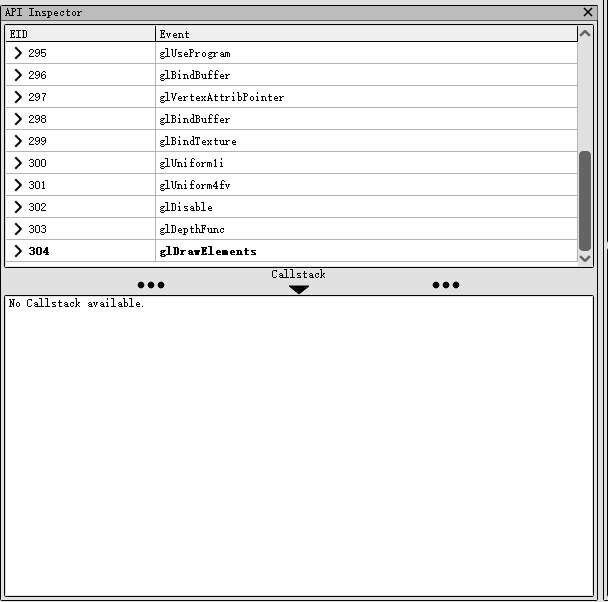 API Inspector
EID Event
295 glUseProgram
296 glBindBuffer
297 glVertexAttribPointer
298 glBindBuffer
299 glBindTexture
300 glUniform1i
301 glUniform4fv
302 glDisable
303 glDepthFunc
304 glDrawElements
Callstack
No Callstack available.